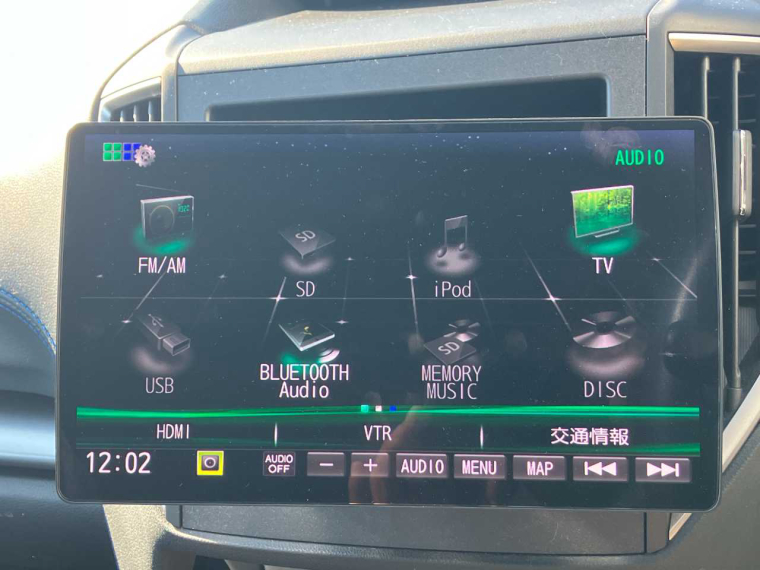 AUDIO
FM/AM
SD
SD
iPod
TV
USB
BLUETOOTH
Audio
SD
MEMORY
MUSIC
DISC
HDMI
VTR
交通情報
12:02
AUDIO
OFF
−
+
AUDIO
MENU
MAP